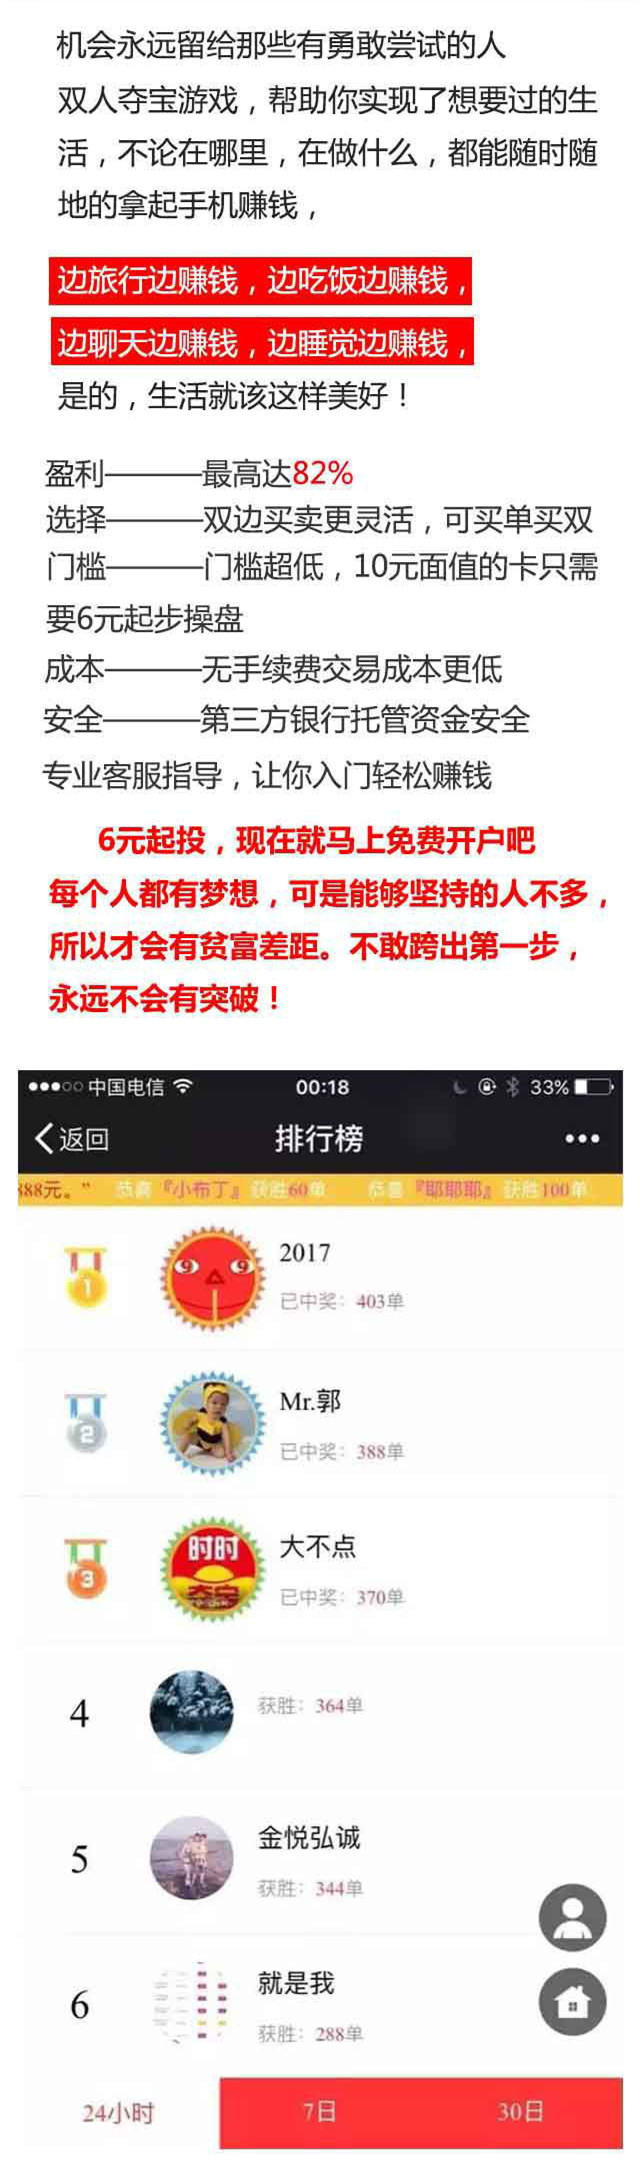 机会永远留给那些有勇敢尝试的人
双人夺宝游戏，帮助你实现了想要过的生
活，不论在哪里，在做什么，都能随时随
地的拿起手机赚钱，
边旅行边赚钱，边吃饭边赚钱，
边聊天边赚钱，边睡觉边赚钱，
是的，生活就该这样美好！
盈利———最高达82%
选择———双边买卖更灵活，可买单买双
门槛———门槛超低，10元面值的卡只需
要6元起步操盘
成本———无手续费交易成本更低
安全———第三方银行托管资金安全
专业客服指导，让你入门轻松赚钱
6元起投，现在就马上免费开户吧
每个人都有梦想，可是能够坚持的人不多，
所以才会有贫富差距。不敢跨出第一步，
永远不会有突破！
中国电信 00:18 33%
返回 排行榜 •••
888元。” 恭喜『小布丁』获胜60单 恭喜『耶耶耶』获胜100单
1
2017
已中奖：403单
2
Mr.郭
已中奖：388单
3
时时
夺宝
大不点
已中奖：370单
4
获胜：364单
5
金悦弘诚
获胜：344单
6
就是我
获胜：288单
24小时 7日 30日